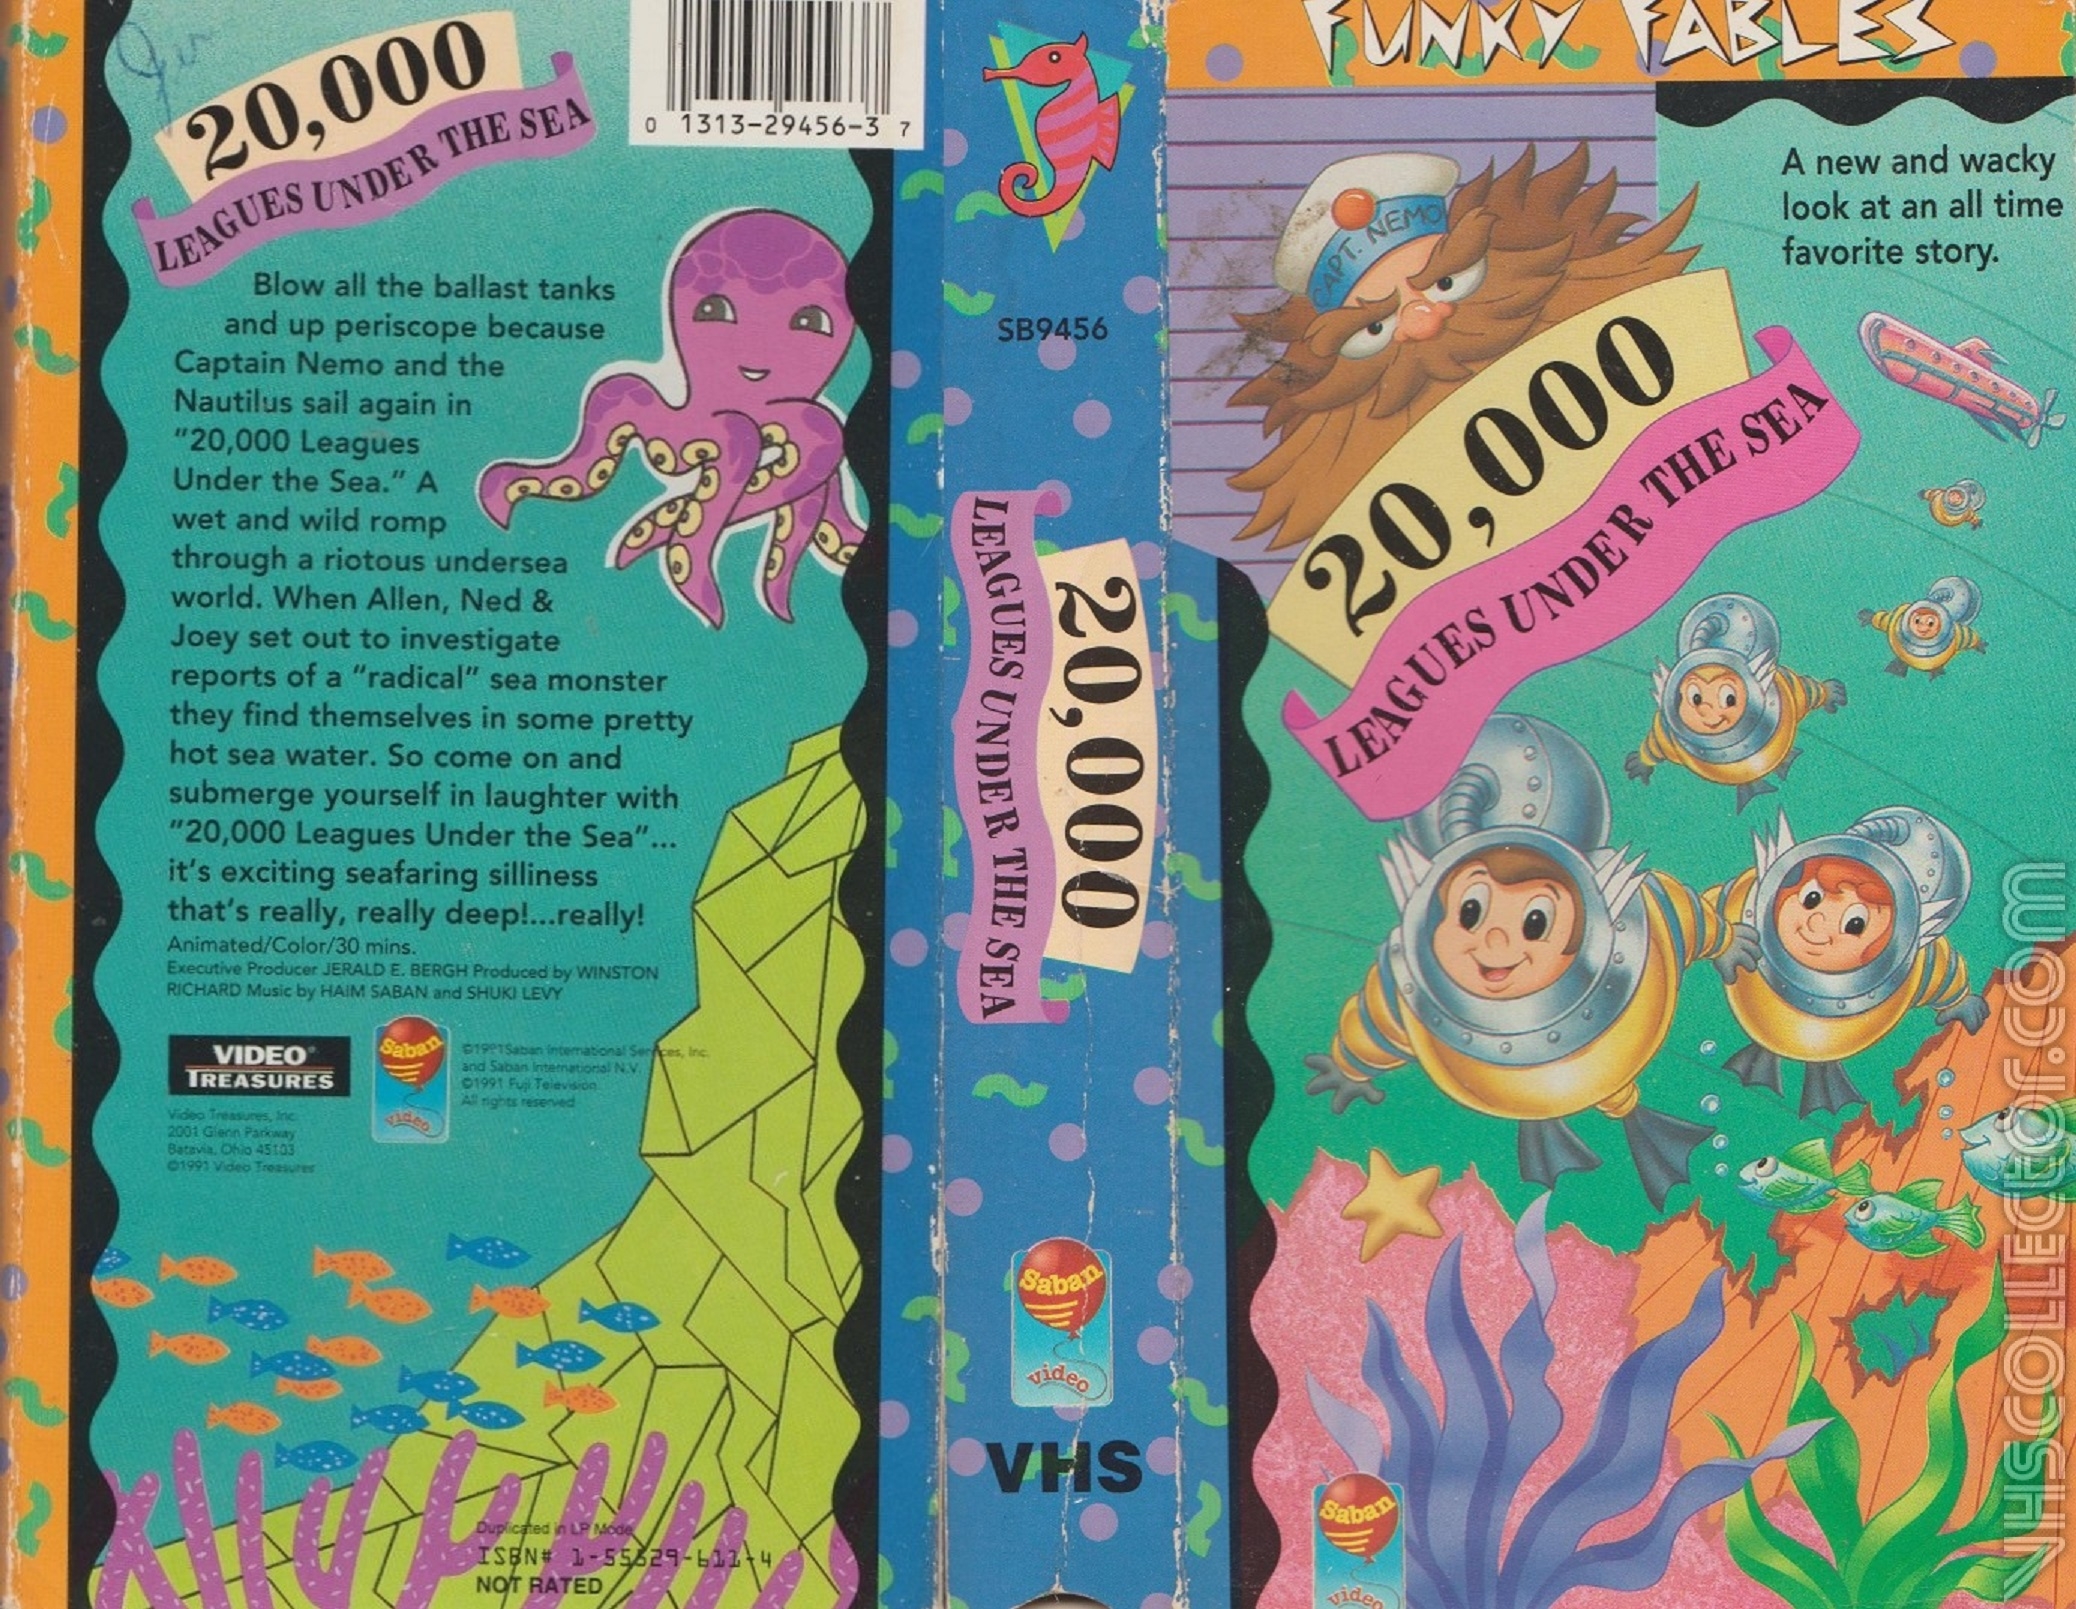 20,000
LEAGUES UNDER THE SEA
Blow all the ballast tanks
and up periscope because
Captain Nemo and the
Nautilus sail again in
"20,000 Leagues
Under the Sea." A
wet and wild romp
through a riotous undersea
world. When Allen, Ned &
Joey set out to investigate
reports of a "radical" sea monster
they find themselves in some pretty
hot sea water. So come on and
submerge yourself in laughter with
"20,000 Leagues Under the Sea"...
it's exciting seafaring silliness
that's really, really deep!...really!
Animated/Color/30 mins.
Executive Producer JERALD E. BERGH Produced by WINSTON
RICHARD Music by HAIM SABAN and SHUKI LEVY
VIDEO®
TREASURES
Saban
video
©1991 Saban International Services, Inc.
and Saban International N.V.
©1991 Fuji Television
All rights reserved
Video Treasures, Inc.
2001 Glenn Parkway
Batavia, Ohio 45103
©1991 Video Treasures
Duplicated in LP Mode
ISBN# 1-55529-611-4
NOT RATED
0 1313-29456-3 7
SB9456
20,000
LEAGUES UNDER THE SEA
Saban
video
VHS
FUNKY FABLES
A new and wacky
look at an all time
favorite story.
CAPT. NEMO
20,000
LEAGUES UNDER THE SEA
Saban
video
VHSCOLLECTOR.COM